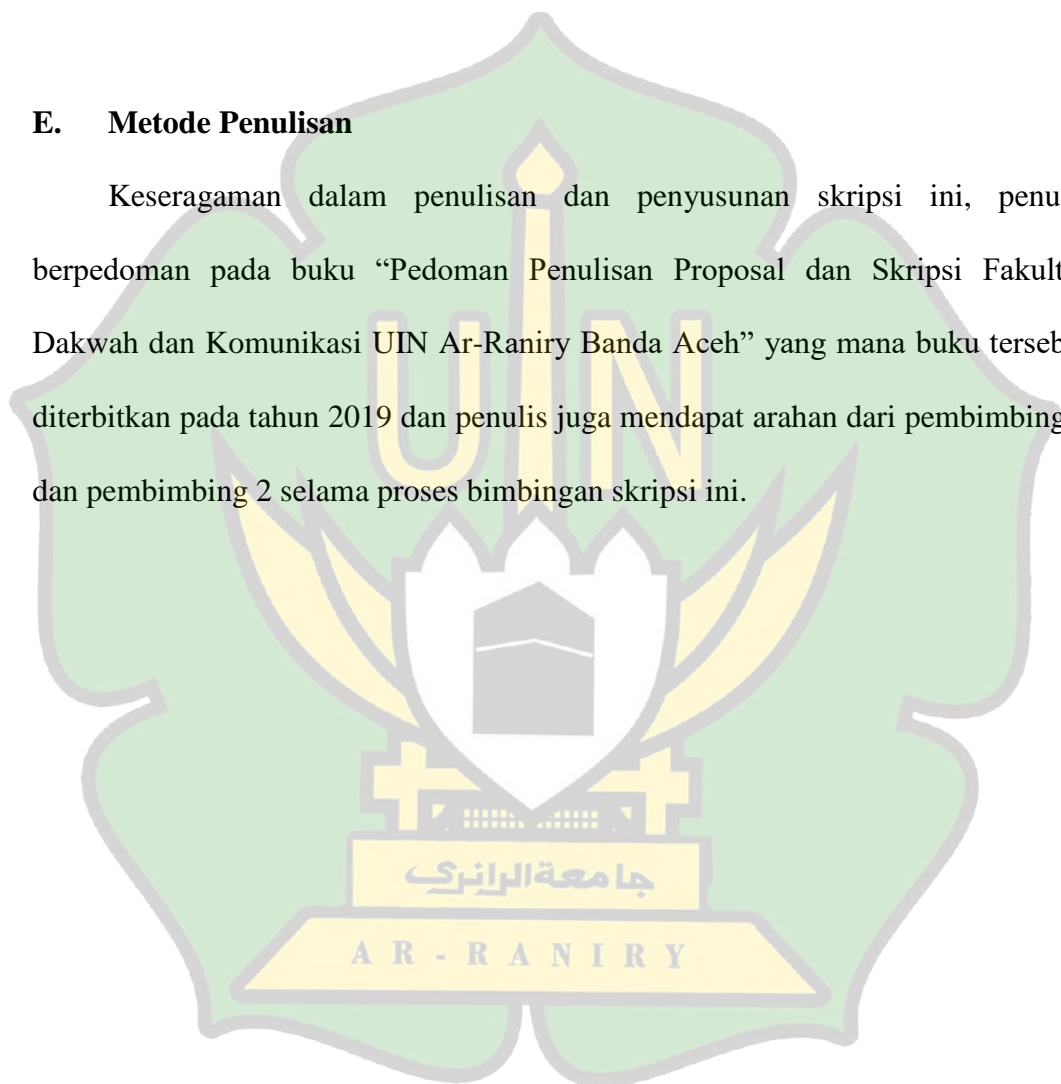 E. Metode Penulisan
Keseragaman dalam penulisan dan penyusunan skripsi ini, penu
berpedoman pada buku “Pedoman Penulisan Proposal dan Skripsi Fakult
Dakwah dan Komunikasi UIN Ar-Raniry Banda Aceh” yang mana buku terseb
diterbitkan pada tahun 2019 dan penulis juga mendapat arahan dari pembimbing
dan pembimbing 2 selama proses bimbingan skripsi ini.
UIN
جامعةالرانري
AR-RANIRY